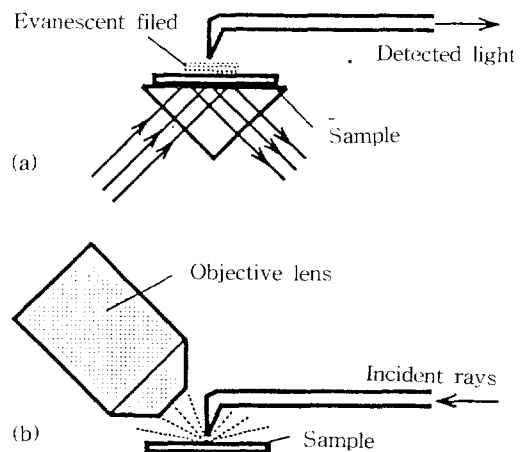 Evanescent filed
Detected light
Sample
(a)
Objective lens
Incident rays
(b)
Sample